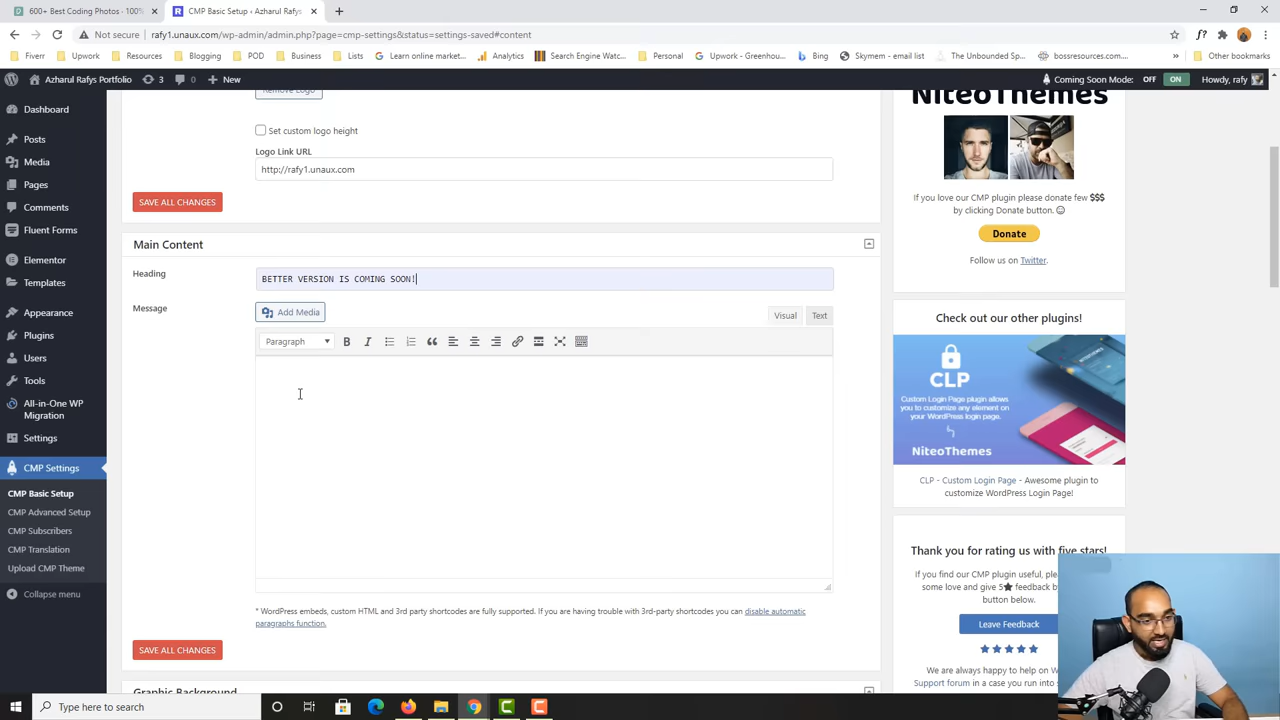 600+ Best Coding Photos · 100%
CMP Basic Setup ‹ Azharul Rafys
Not secure
rafy1.unaux.com/wp-admin/admin.php?page=cmp-settings&status=settings-saved#content
Fiverr
Upwork
Resources
Blogging
POD
Business
Lists
Learn online market...
Analytics
Search Engine Watc...
Personal
Upwork - Greenhou...
Bing
Skymem - email list
The Unbounded Sp...
bossresources.com...
»
Other bookmarks
Azharul Rafys Portfolio
3
0
New
Coming Soon Mode:
OFF
ON
Howdy, rafy
Dashboard
Posts
Media
Pages
Comments
Fluent Forms
Elementor
Templates
Appearance
Plugins
Users
Tools
All-in-One WP
Migration
Settings
CMP Settings
CMP Basic Setup
CMP Advanced Setup
CMP Subscribers
CMP Translation
Upload CMP Theme
Collapse menu
Remove Logo
Set custom logo height
Logo Link URL
http://rafy1.unaux.com
SAVE ALL CHANGES
Main Content
Heading
BETTER VERSION IS COMING SOON!
Message
Add Media
Visual
Text
Paragraph
* WordPress embeds, custom HTML and 3rd party shortcodes are fully supported. If you are having trouble with 3rd-party shortcodes you can disable automatic
paragraphs function.
SAVE ALL CHANGES
Graphic Background
NiteoThemes
If you love our CMP plugin please donate few $$$
by clicking Donate button.
Donate
Follow us on Twitter.
Check out our other plugins!
CLP
Custom Login Page plugin allows
you to customize any element on
your WordPress login page!
NiteoThemes
CLP - Custom Login Page - Awesome plugin to
customize WordPress Login Page!
Thank you for rating us with five stars!
If you find our CMP plugin useful,
some love and give 5★ feedback by
button below.
Leave Feedback
We are always happy to help on
Support forum in a case you run into
Type here to search